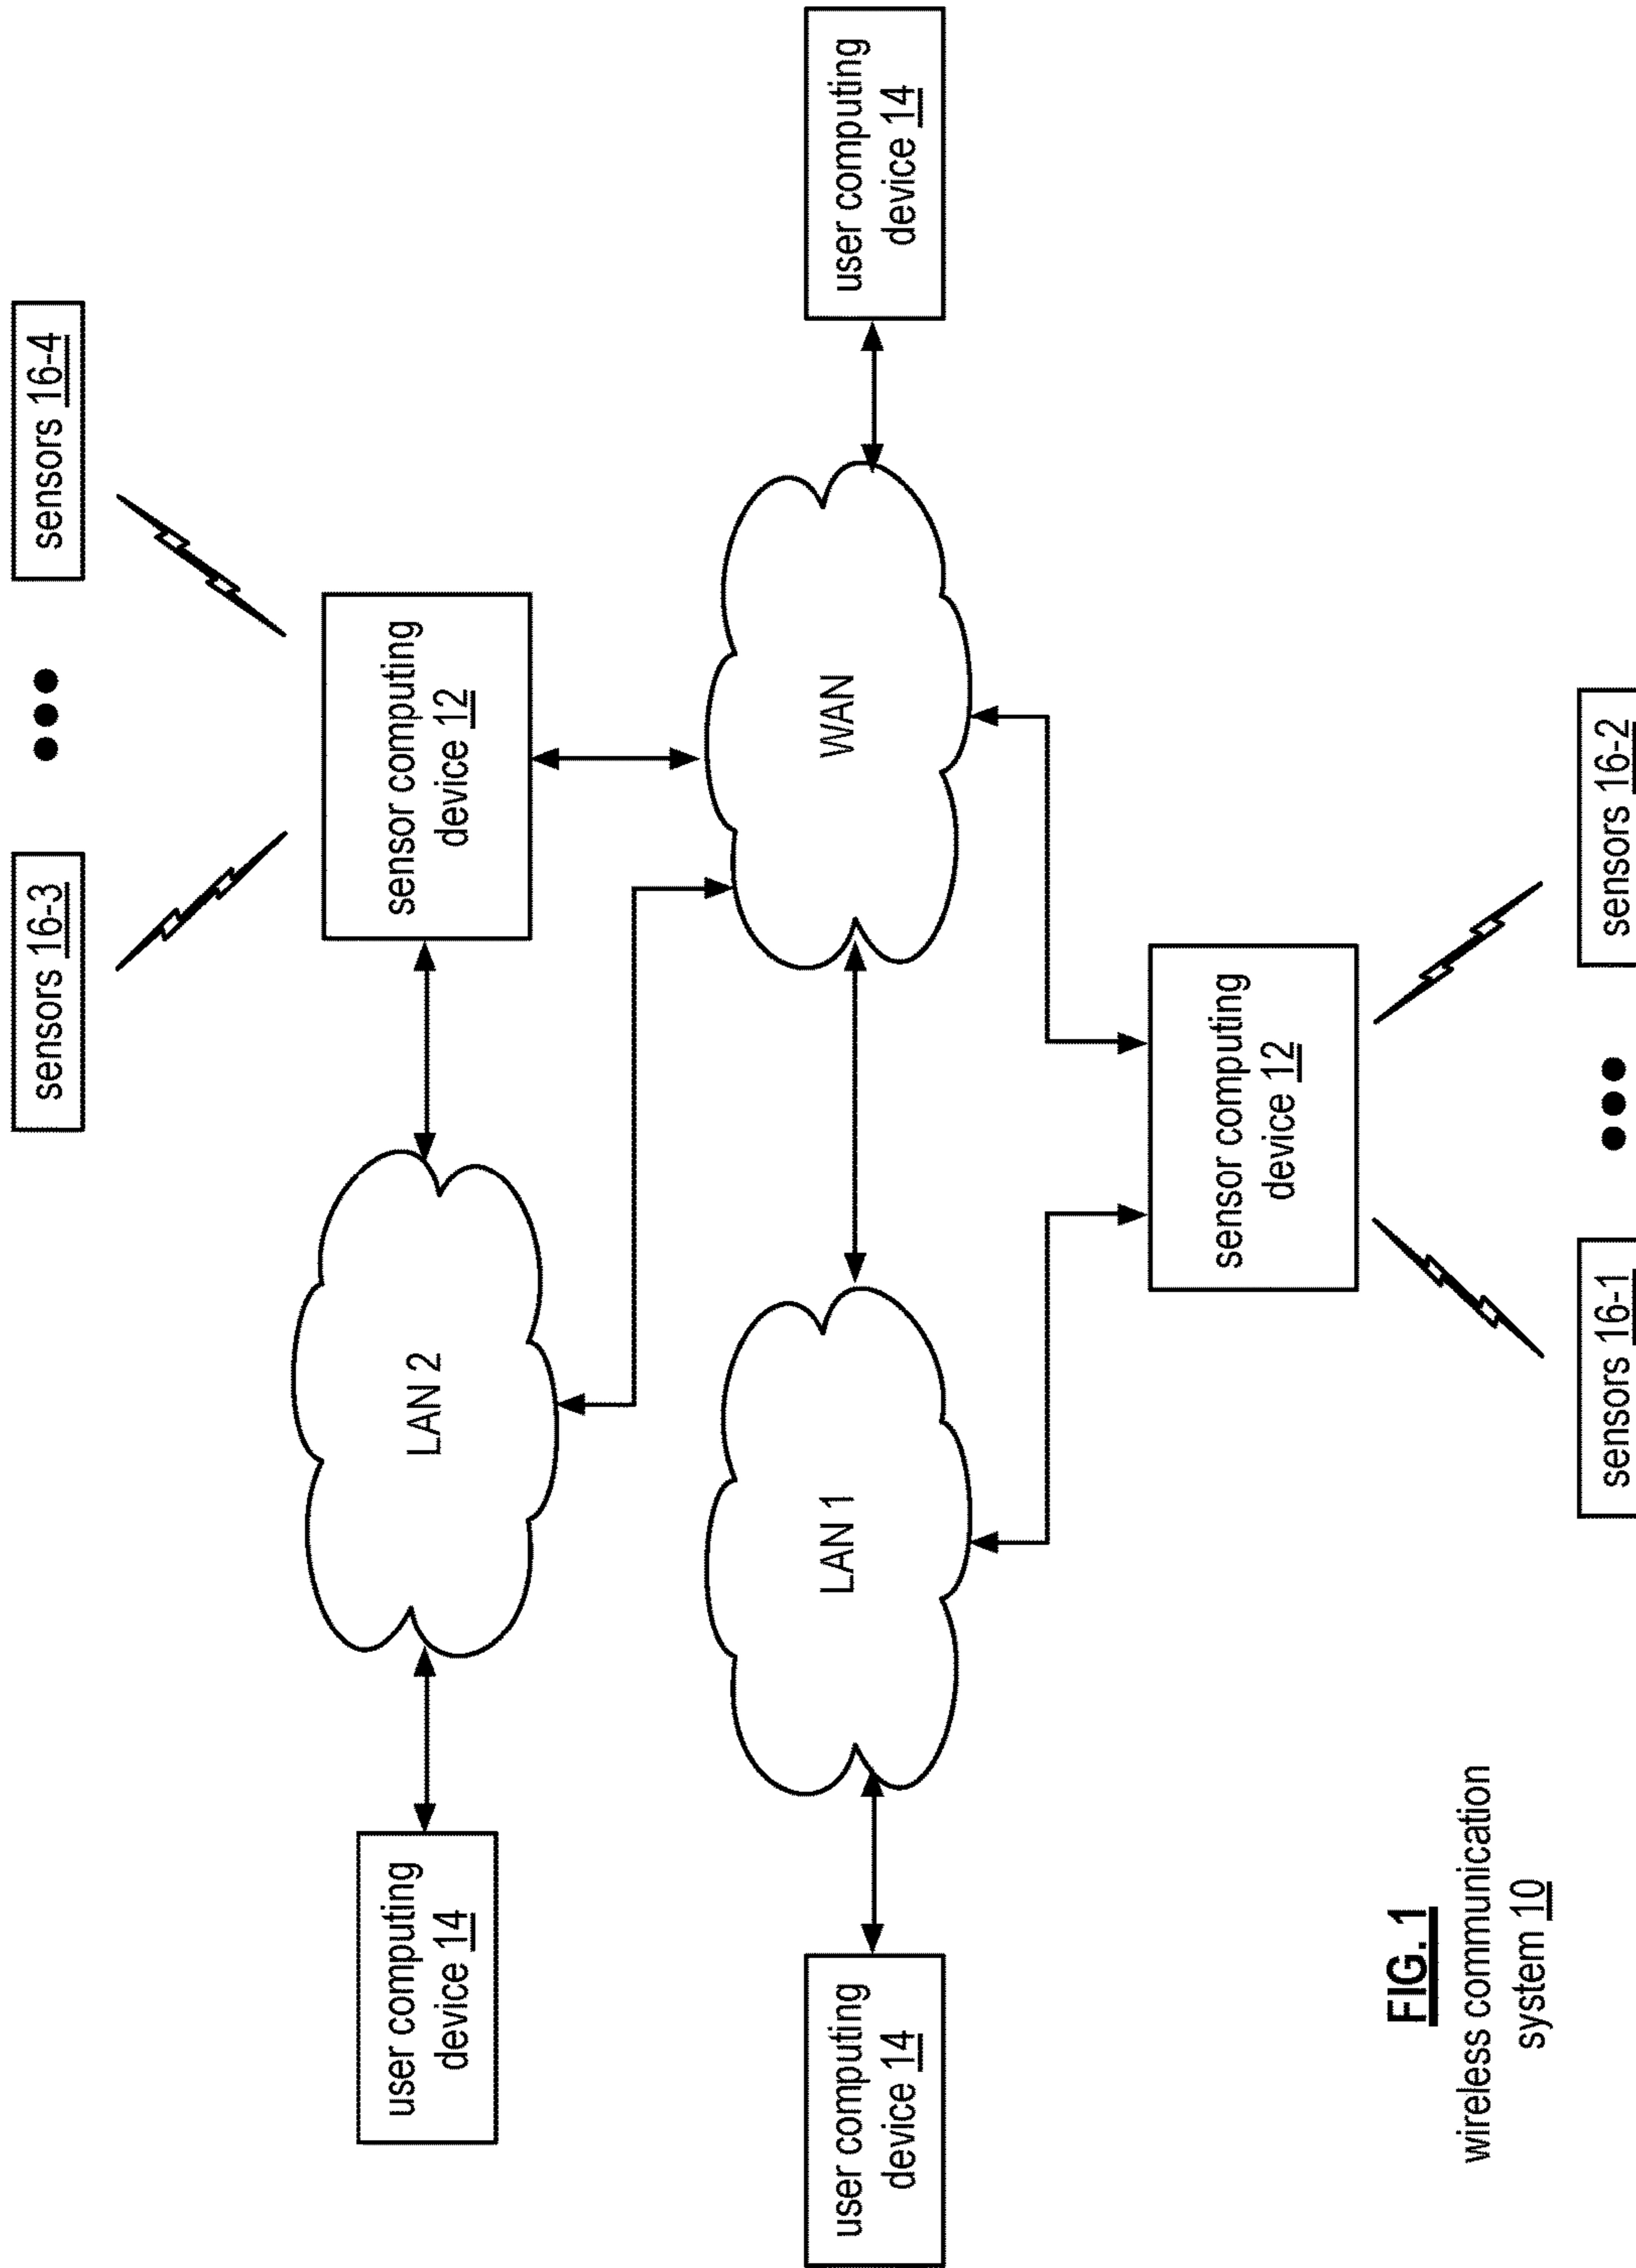 sensors 16-3
sensors 16-4
sensor computing
device 12
user computing
device 14
LAN 2
WAN
user computing
device 14
LAN 1
user computing
device 14
sensor computing
device 12
sensors 16-1
sensors 16-2
FIG. 1
wireless communication
system 10